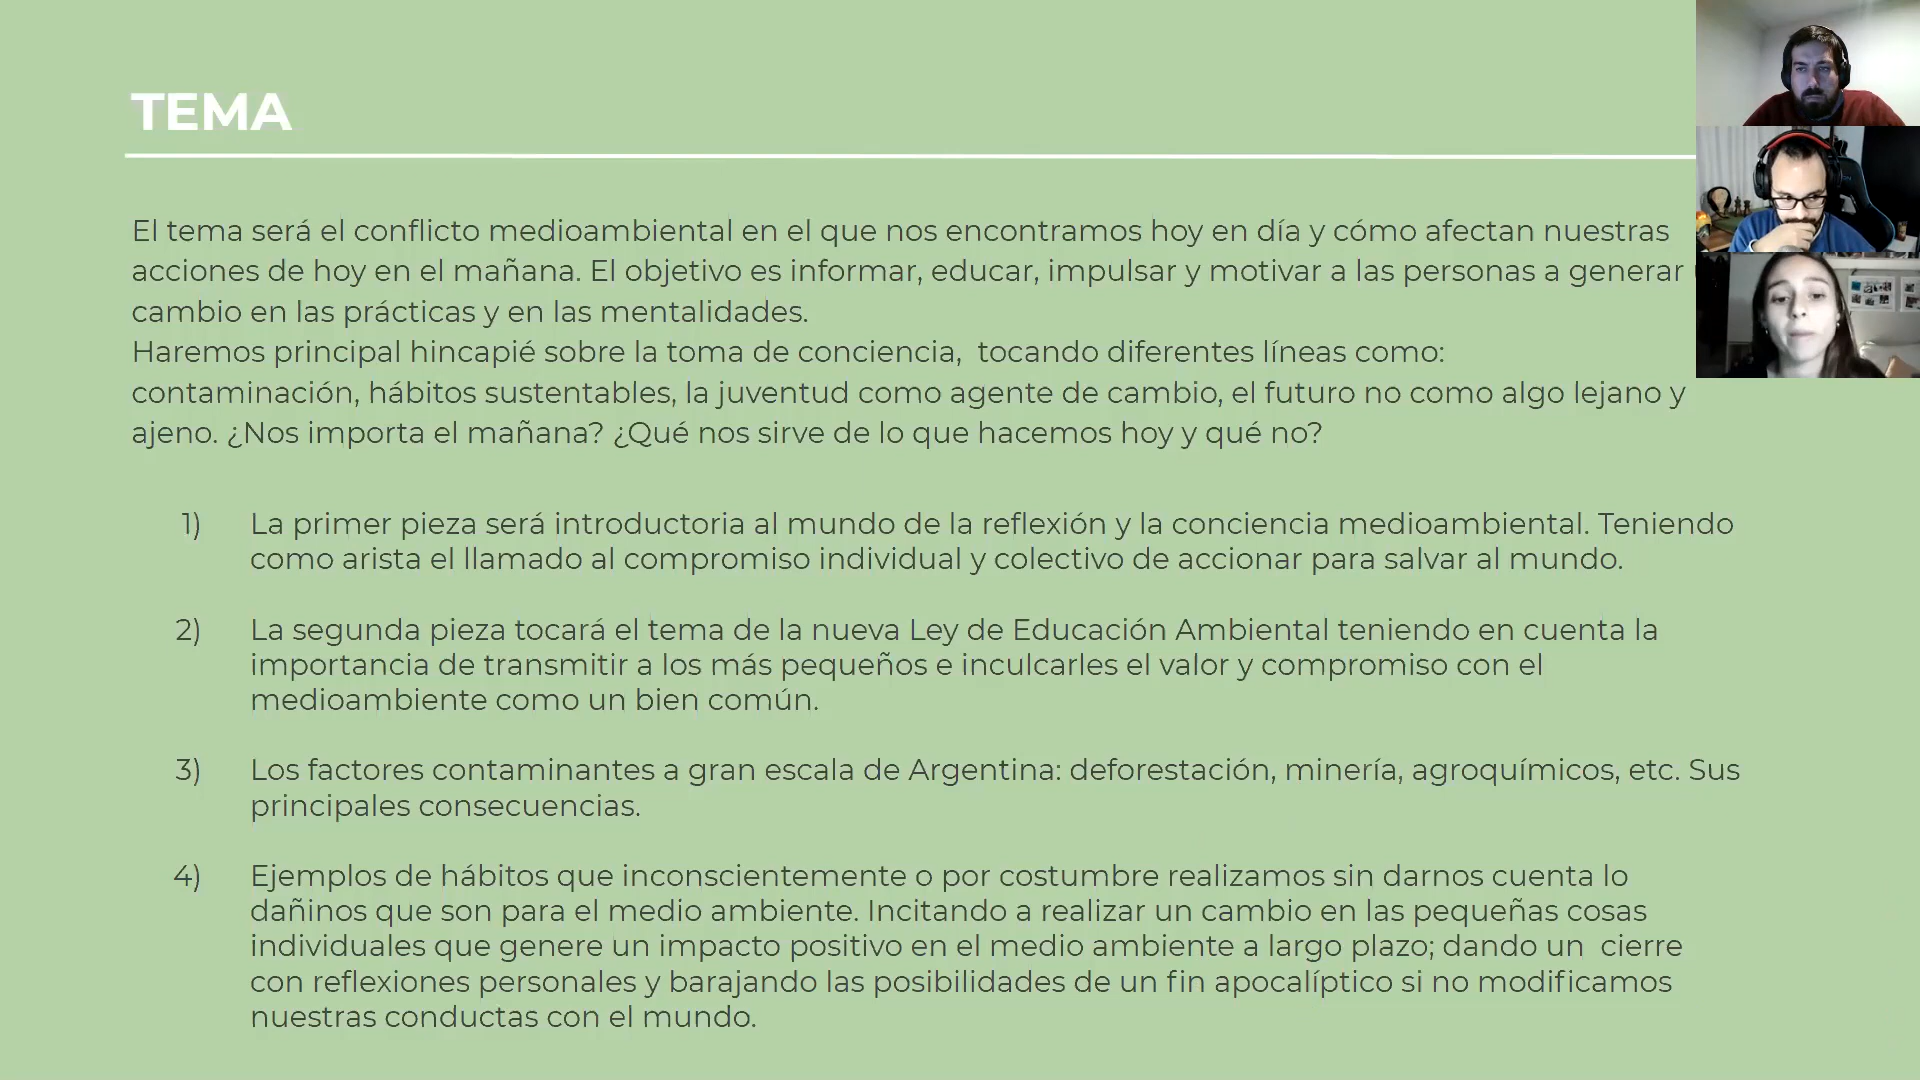 TEMA
El tema será el conflicto medioambiental en el que nos encontramos hoy en día y cómo afectan nuestras
acciones de hoy en el mañana. El objetivo es informar, educar, impulsar y motivar a las personas a generar
cambio en las prácticas y en las mentalidades.
Haremos principal hincapié sobre la toma de conciencia,  tocando diferentes líneas como:
contaminación, hábitos sustentables, la juventud como agente de cambio, el futuro no como algo lejano y
ajeno. ¿Nos importa el mañana? ¿Qué nos sirve de lo que hacemos hoy y qué no?
1) La primer pieza será introductoria al mundo de la reflexión y la conciencia medioambiental. Teniendo
como arista el llamado al compromiso individual y colectivo de accionar para salvar al mundo.
2) La segunda pieza tocará el tema de la nueva Ley de Educación Ambiental teniendo en cuenta la
importancia de transmitir a los más pequeños e inculcarles el valor y compromiso con el
medioambiente como un bien común.
3) Los factores contaminantes a gran escala de Argentina: deforestación, minería, agroquímicos, etc. Sus
principales consecuencias.
4) Ejemplos de hábitos que inconscientemente o por costumbre realizamos sin darnos cuenta lo
dañinos que son para el medio ambiente. Incitando a realizar un cambio en las pequeñas cosas
individuales que genere un impacto positivo en el medio ambiente a largo plazo; dando un  cierre
con reflexiones personales y barajando las posibilidades de un fin apocalíptico si no modificamos
nuestras conductas con el mundo.